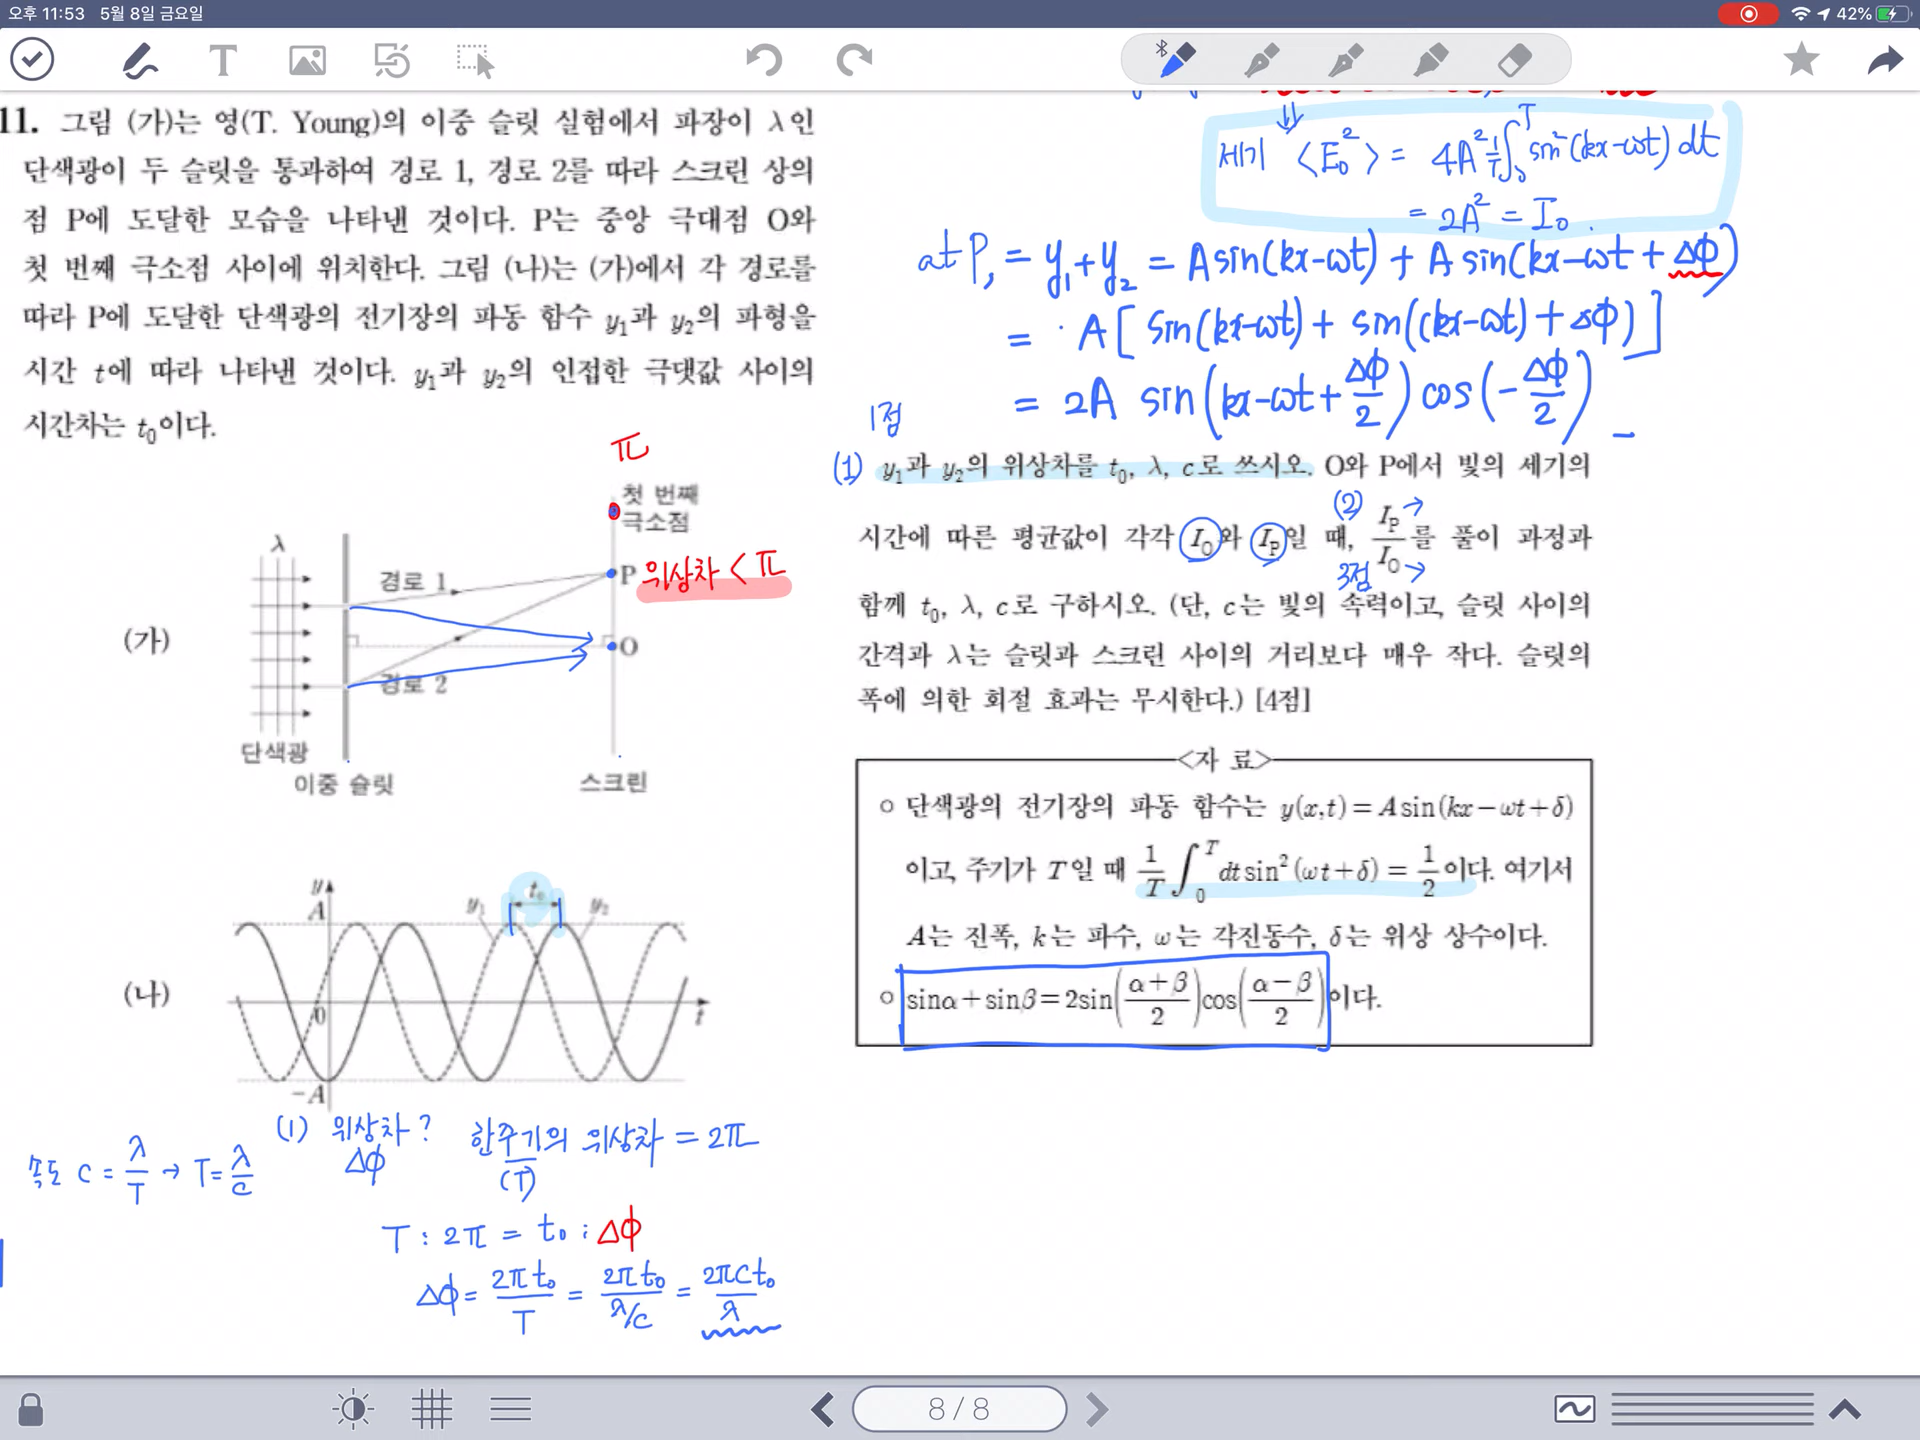 오후 11:53 5월 8일 금요일
42%
11. 그림 (가)는 영(T. Young)의 이중 슬릿 실험에서 파장이 λ인
단색광이 두 슬릿을 통과하여 경로 1, 경로 2를 따라 스크린 상의
점 P에 도달한 모습을 나타낸 것이다. P는 중앙 극대점 O와
첫 번째 극소점 사이에 위치한다. 그림 (나)는 (가)에서 각 경로를
따라 P에 도달한 단색광의 전기장의 파동 함수 y₁과 y₂의 파형을
시간 t에 따라 나타낸 것이다. y₁과 y₂의 인접한 극댓값 사이의
시간차는 t₀이다.
π
첫 번째
극소점
λ
경로 1
P 위상차 < π
(가)
O
경로 2
단색광
이중 슬릿
스크린
y
A
y₁
t₀
y₂
(나)
0
t
−A
(1) 위상차? 한주기의 위상차 = 2π
Δϕ
(T)
속도 C = λ/T → T = λ/c
T : 2π = t₀ : Δϕ
Δϕ = 2πt₀/T = 2πt₀/(λ/c) = 2πct₀/λ
세기 <E₀²> = 4A² 1/T ∫₀ᵀ sin²(kx-ωt) dt
= 2A² = I₀.
at P, = y₁+y₂ = A sin(kx-ωt) + A sin(kx-ωt + Δϕ)
= A [ sin(kx-ωt) + sin((kx-ωt) + Δϕ) ]
= 2A sin(kx-ωt + Δϕ/2) cos(-Δϕ/2)
1점
(1) y₁과 y₂의 위상차를 t₀, λ, c로 쓰시오. O와 P에서 빛의 세기의
(2)
시간에 따른 평균값이 각각 I_O와 I_P일 때, I_P/I_O를 풀이 과정과
3점
함께 t₀, λ, c로 구하시오. (단, c는 빛의 속력이고, 슬릿 사이의
간격과 λ는 슬릿과 스크린 사이의 거리보다 매우 작다. 슬릿의
폭에 의한 회절 효과는 무시한다.) [4점]
<자 료>
○ 단색광의 전기장의 파동 함수는 y(x,t) = A sin(kx − ωt + δ)
이고, 주기가 T일 때 1/T ∫₀ᵀ dt sin²(ωt+δ) = 1/2 이다. 여기서
A는 진폭, k는 파수, ω는 각진동수, δ는 위상 상수이다.
○ sinα + sinβ = 2sin((α+β)/2)cos((α−β)/2)이다.
8 / 8